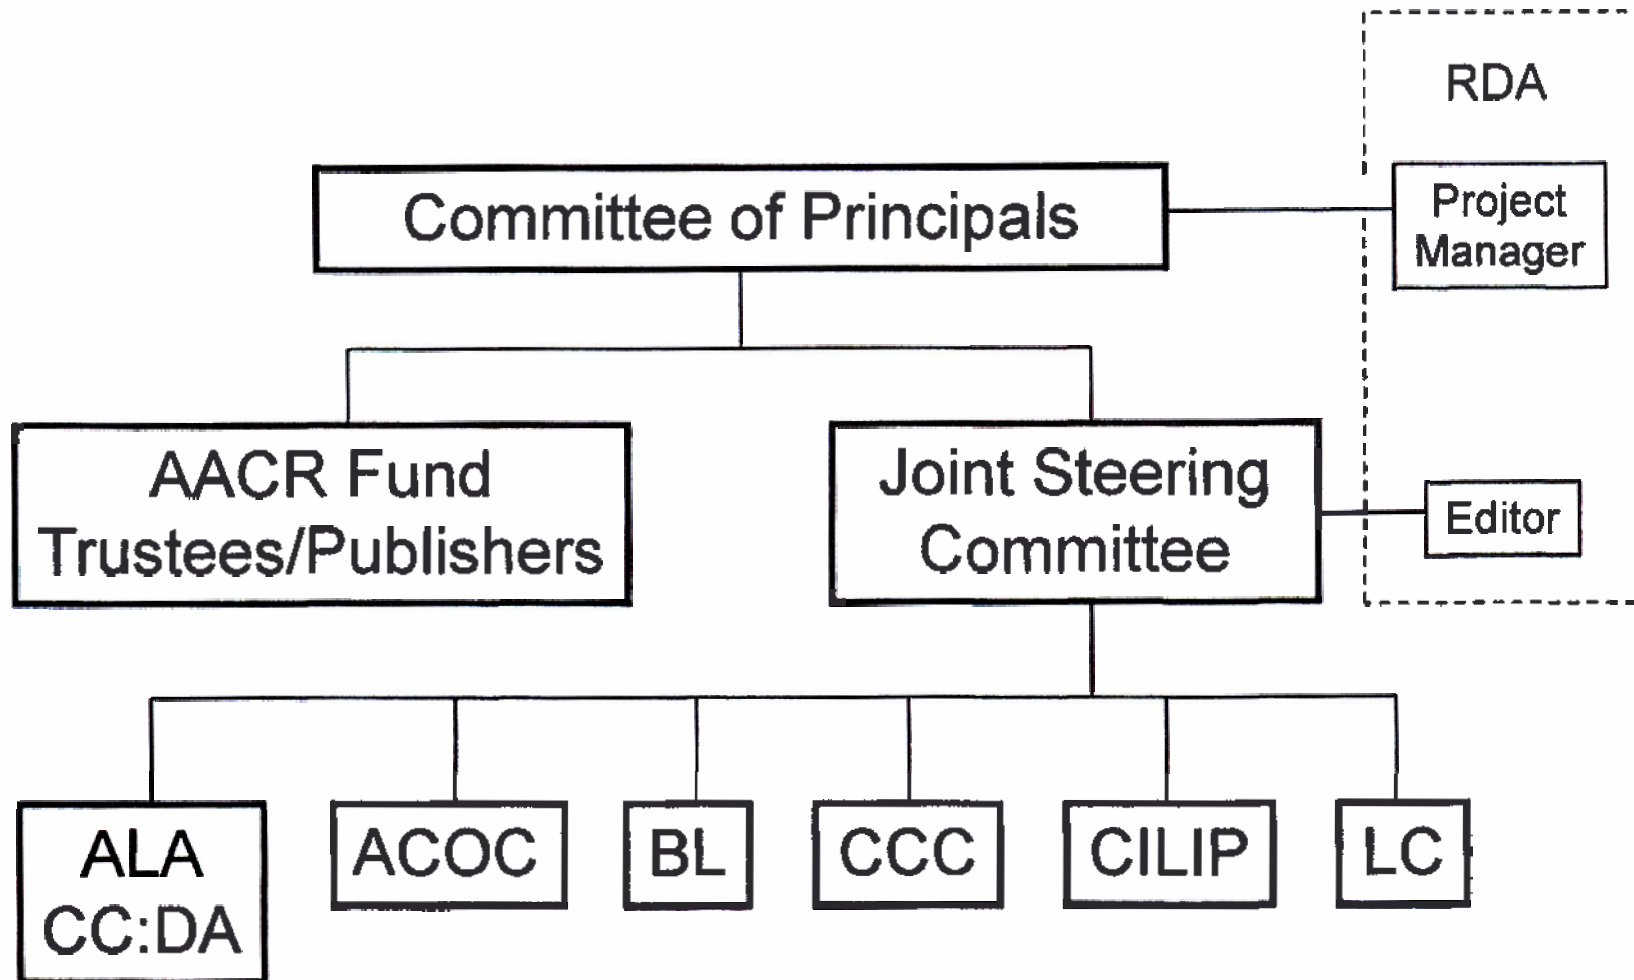 RDA
Committee of Principals
Project
Manager
AACR Fund
Trustees/Publishers
Joint Steering
Committee
Editor
ALA
CC:DA
ACOC
BL
CCC
CILIP
LC